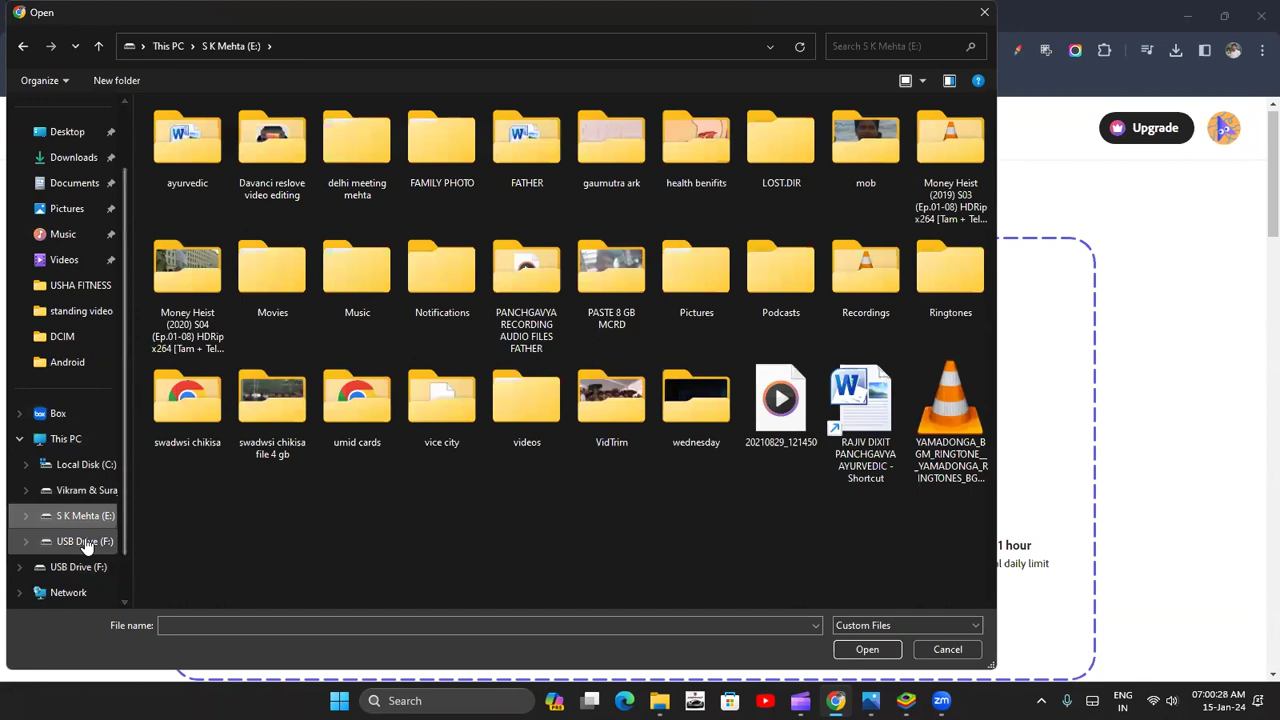 Open
This PC
S K Mehta (E:)
Search S K Mehta (E:)
Organize
New folder
Desktop
Downloads
Documents
Pictures
Music
Videos
USHA FITNESS
standing video
DCIM
Android
Box
This PC
Local Disk (C:)
Vikram & Sura
S K Mehta (E:)
USB Drive (F:)
USB Drive (F:)
Network
ayurvedic
Davanci reslove
video editing
delhi meeting
mehta
FAMILY PHOTO
FATHER
gaumutra ark
health benifits
LOST.DIR
mob
Money Heist
(2019) S03
(Ep.01-08) HDRip
x264 [Tam + Tel...
Money Heist
(2020) S04
(Ep.01-08) HDRip
x264 [Tam + Tel...
Movies
Music
Notifications
PANCHGAVYA
RECORDING
AUDIO FILES
FATHER
PASTE 8 GB
MCRD
Pictures
Podcasts
Recordings
Ringtones
swadwsi chikisa
swadwsi chikisa
file 4 gb
umid cards
vice city
videos
VidTrim
wednesday
20210829_121450
RAJIV DIXIT
PANCHGAVYA
AYURVEDIC -
Shortcut
YAMADONGA_B
GM_RINGTONE__
_YAMADONGA_RI
NGTONES_BG...
File name:
Custom Files
Open
Cancel
Upgrade
1 hour
al daily limit
Search
ENG
IN
07:00:28 AM
15-Jan-24